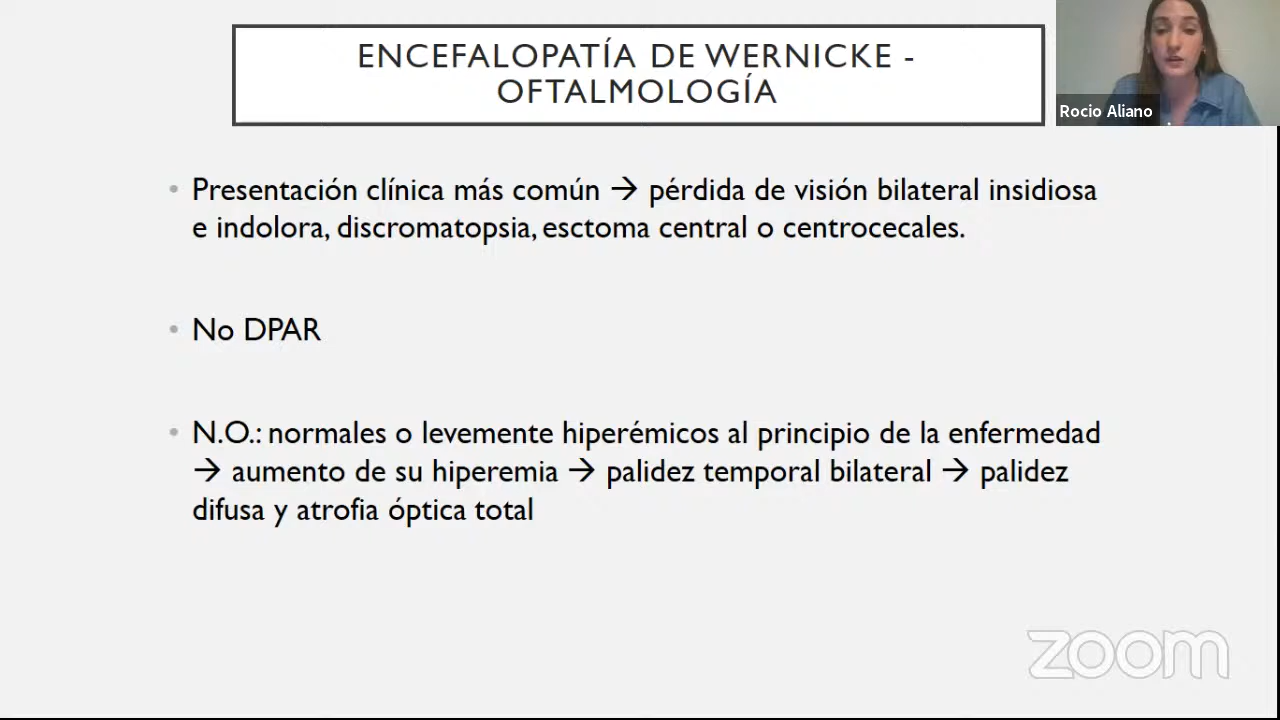 ENCEFALOPATÍA DE WERNICKE -
OFTALMOLOGÍA
Rocio Aliano
• Presentación clínica más común → pérdida de visión bilateral insidiosa
e indolora, discromatopsia, esctoma central o centrocecales.
• No DPAR
• N.O.: normales o levemente hiperémicos al principio de la enfermedad
→ aumento de su hiperemia → palidez temporal bilateral → palidez
difusa y atrofia óptica total
zoom